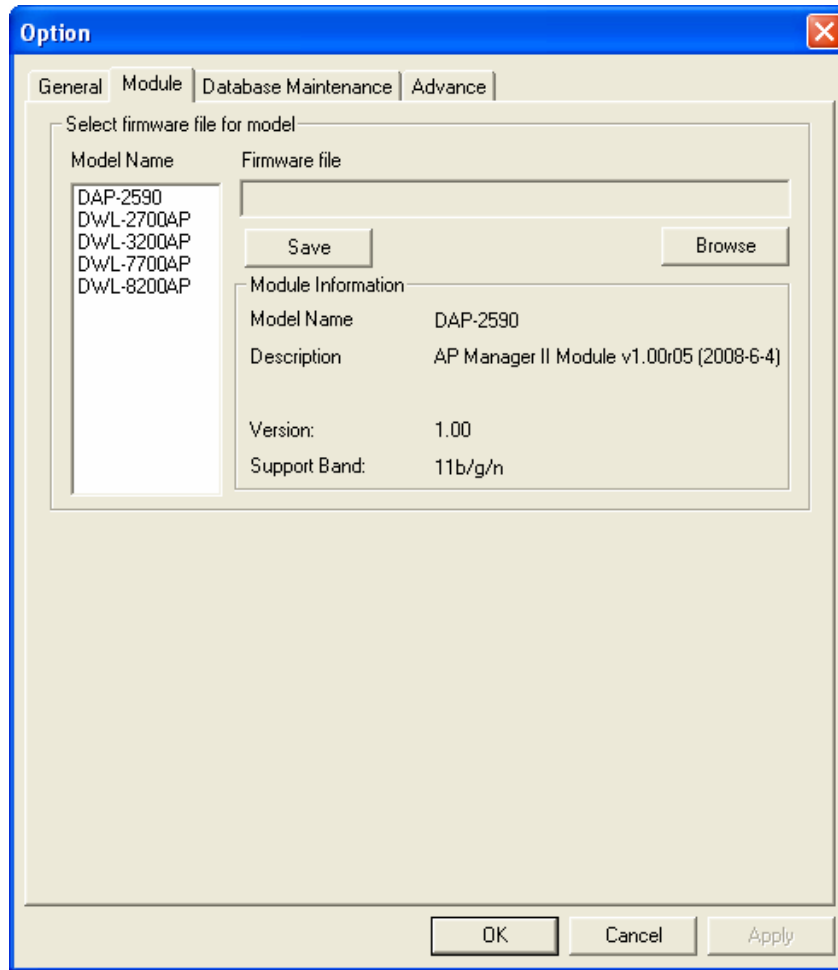 Option
General Module Database Maintenance Advance
Select firmware file for model
Model Name Firmware file
DAP-2590
DWL-2700AP
DWL-3200AP
DWL-7700AP
DWL-8200AP
Save Browse
Module Information
Model Name DAP-2590
Description AP Manager II Module v1.00r05 (2008-6-4)
Version: 1.00
Support Band: 11b/g/n
OK Cancel Apply